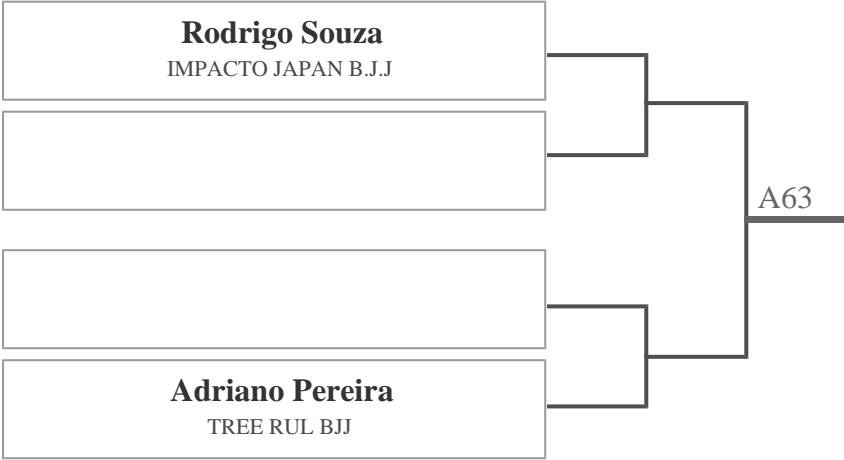 Rodrigo Souza
IMPACTO JAPAN B.J.J
A63
Adriano Pereira
TREE RUL BJJ